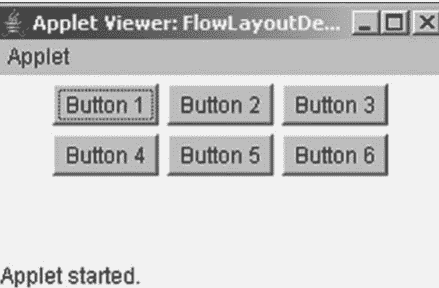 Applet Viewer: FlowLayoutDe...
Applet
Button 1 Button 2 Button 3
Button 4 Button 5 Button 6
Applet started.